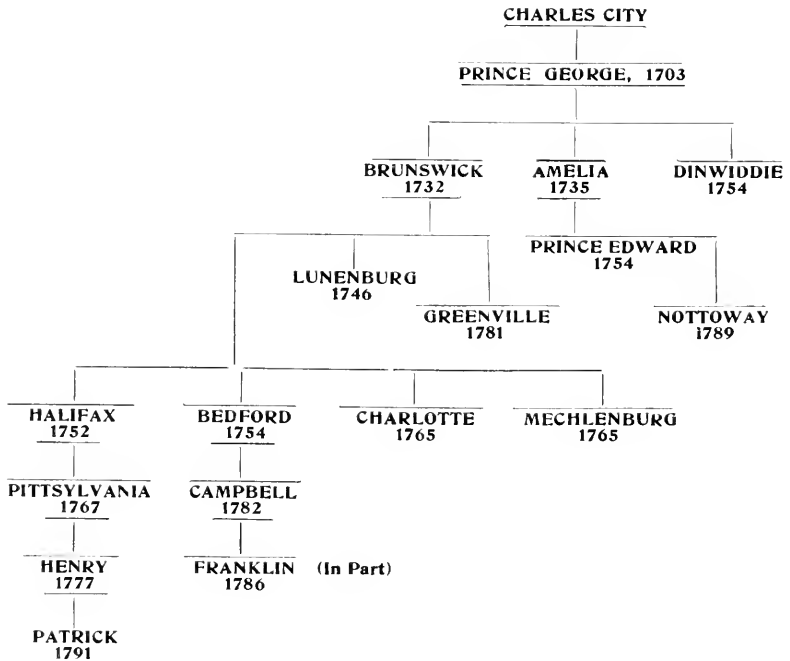 CHARLES CITY
PRINCE GEORGE, 1703
BRUNSWICK
1732
AMELIA
1735
DINWIDDIE
1754
LUNENBURG
1746
PRINCE EDWARD
1754
GREENVILLE
1781
NOTTOWAY
1789
HALIFAX
1752
BEDFORD
1754
CHARLOTTE
1765
MECHLENBURG
1765
PITTSYLVANIA
1767
CAMPBELL
1782
HENRY
1777
FRANKLIN (In Part)
1786
PATRICK
1791